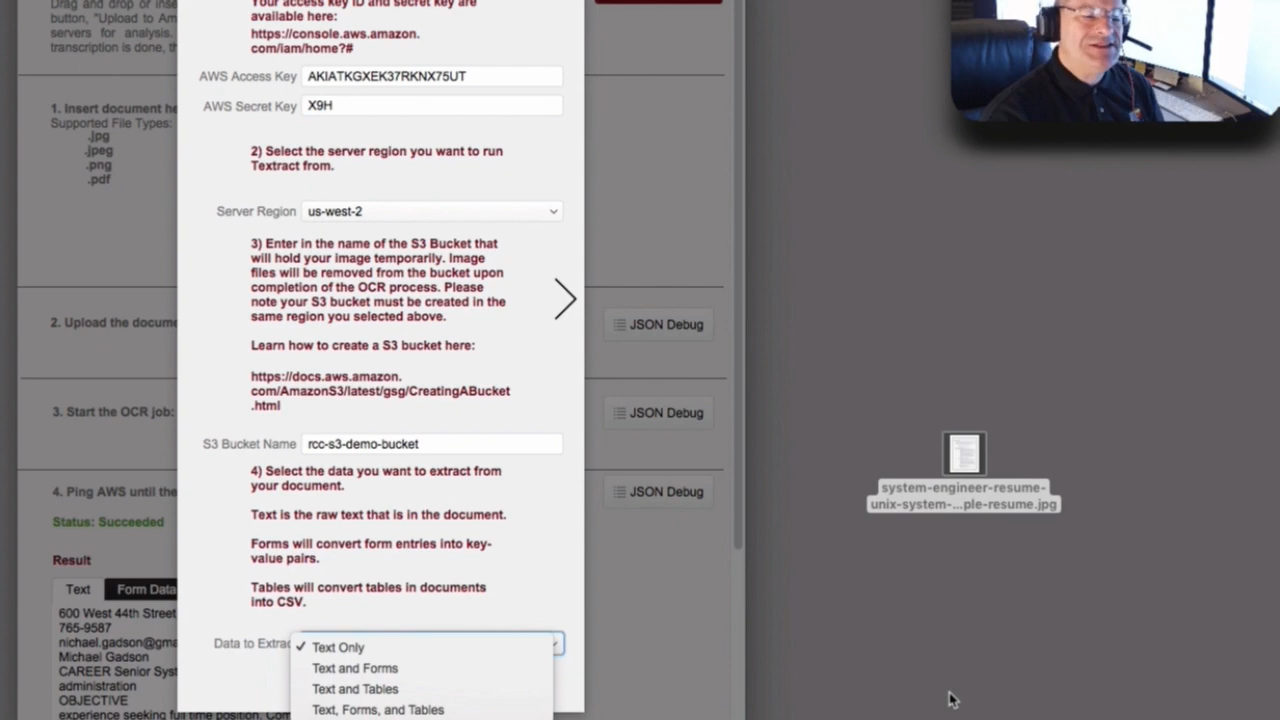 Drag and drop or inse
button, "Upload to Am
servers for analysis.
transcription is done, th
1. Insert document he
Supported File Types:
.jpg
.jpeg
.png
.pdf
2. Upload the docume
3. Start the OCR job:
4. Ping AWS until the
Status: Succeeded
Result
Text
Form Data
600 West 44th Street
765-9587
nichael.gadson@gma
Michael Gadson
CAREER Senior Syst
administration
OBJECTIVE
experience seeking full time position. Com
Your access key ID and secret key are
available here:
https://console.aws.amazon.
com/iam/home?#
AWS Access Key AKIATKGXEK37RKNX75UT
AWS Secret Key X9H
2) Select the server region you want to run
Textract from.
Server Region us-west-2
3) Enter in the name of the S3 Bucket that
will hold your image temporarily. Image
files will be removed from the bucket upon
completion of the OCR process. Please
note your S3 bucket must be created in the
same region you selected above.
Learn how to create a S3 bucket here:
https://docs.aws.amazon.
com/AmazonS3/latest/gsg/CreatingABucket
.html
S3 Bucket Name rcc-s3-demo-bucket
4) Select the data you want to extract from
your document.
Text is the raw text that is in the document.
Forms will convert form entries into key-
value pairs.
Tables will convert tables in documents
into CSV.
Data to Extrac
✓ Text Only
Text and Forms
Text and Tables
Text, Forms, and Tables
JSON Debug
JSON Debug
JSON Debug
system-engineer-resume-
unix-system-...ple-resume.jpg